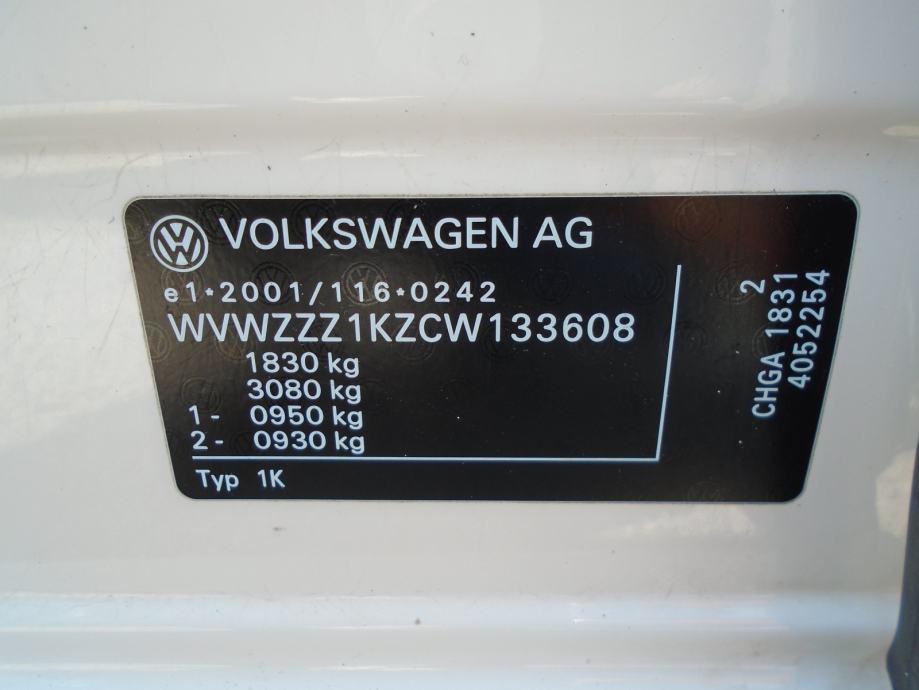 VOLKSWAGEN AG
e1*2001/116*0242
WVWZZZ1KZCW133608
1830 kg
3080 kg
1- 0950 kg
2- 0930 kg
Typ 1K
2
CHGA 1831
4052254